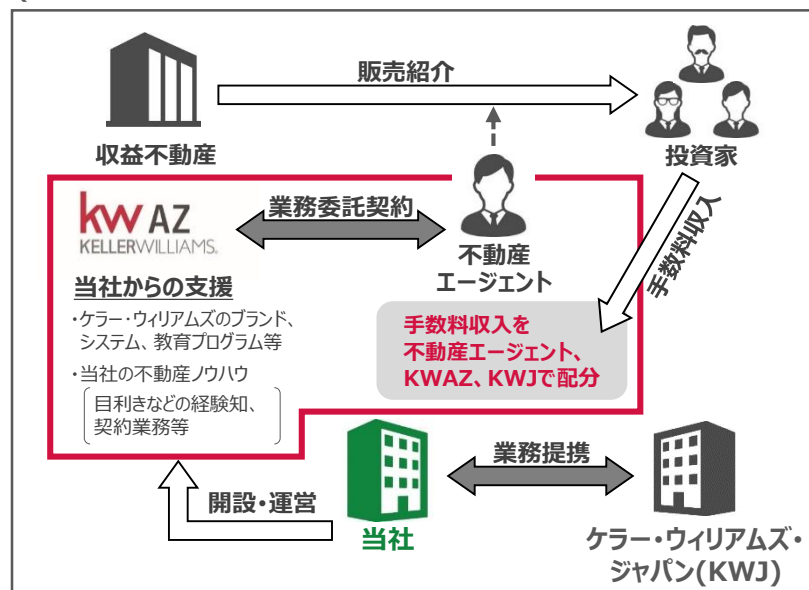 販売紹介
収益不動産
投資家
kw AZ
KELLERWILLIAMS.
業務委託契約
不動産
エージェント
手数料収入
当社からの支援
・ケラー・ウィリアムズのブランド、
システム、教育プログラム等
・当社の不動産ノウハウ
目利きなどの経験知、
契約業務等
手数料収入を
不動産エージェント、
KWAZ、KWJで配分
開設・運営
当社
業務提携
ケラー・ウィリアムズ・
ジャパン(KWJ)